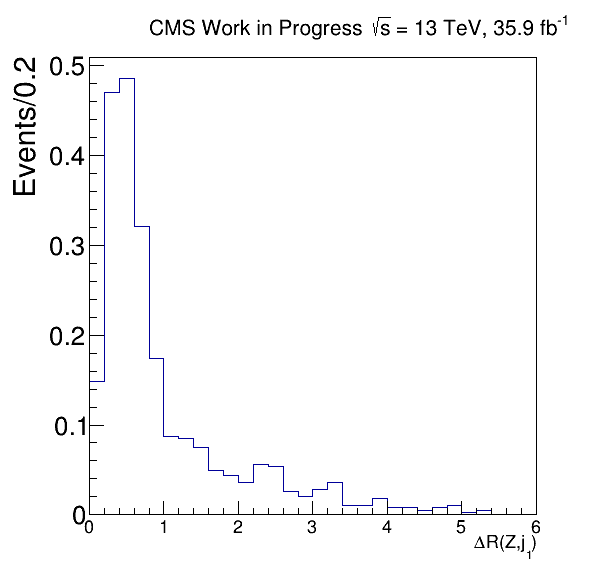 CMS Work in Progress √s = 13 TeV, 35.9 fb⁻¹
Events/0.2
0.5
0.4
0.3
0.2
0.1
0
0 1 2 3 4 5 6
ΔR(Z,j₁)